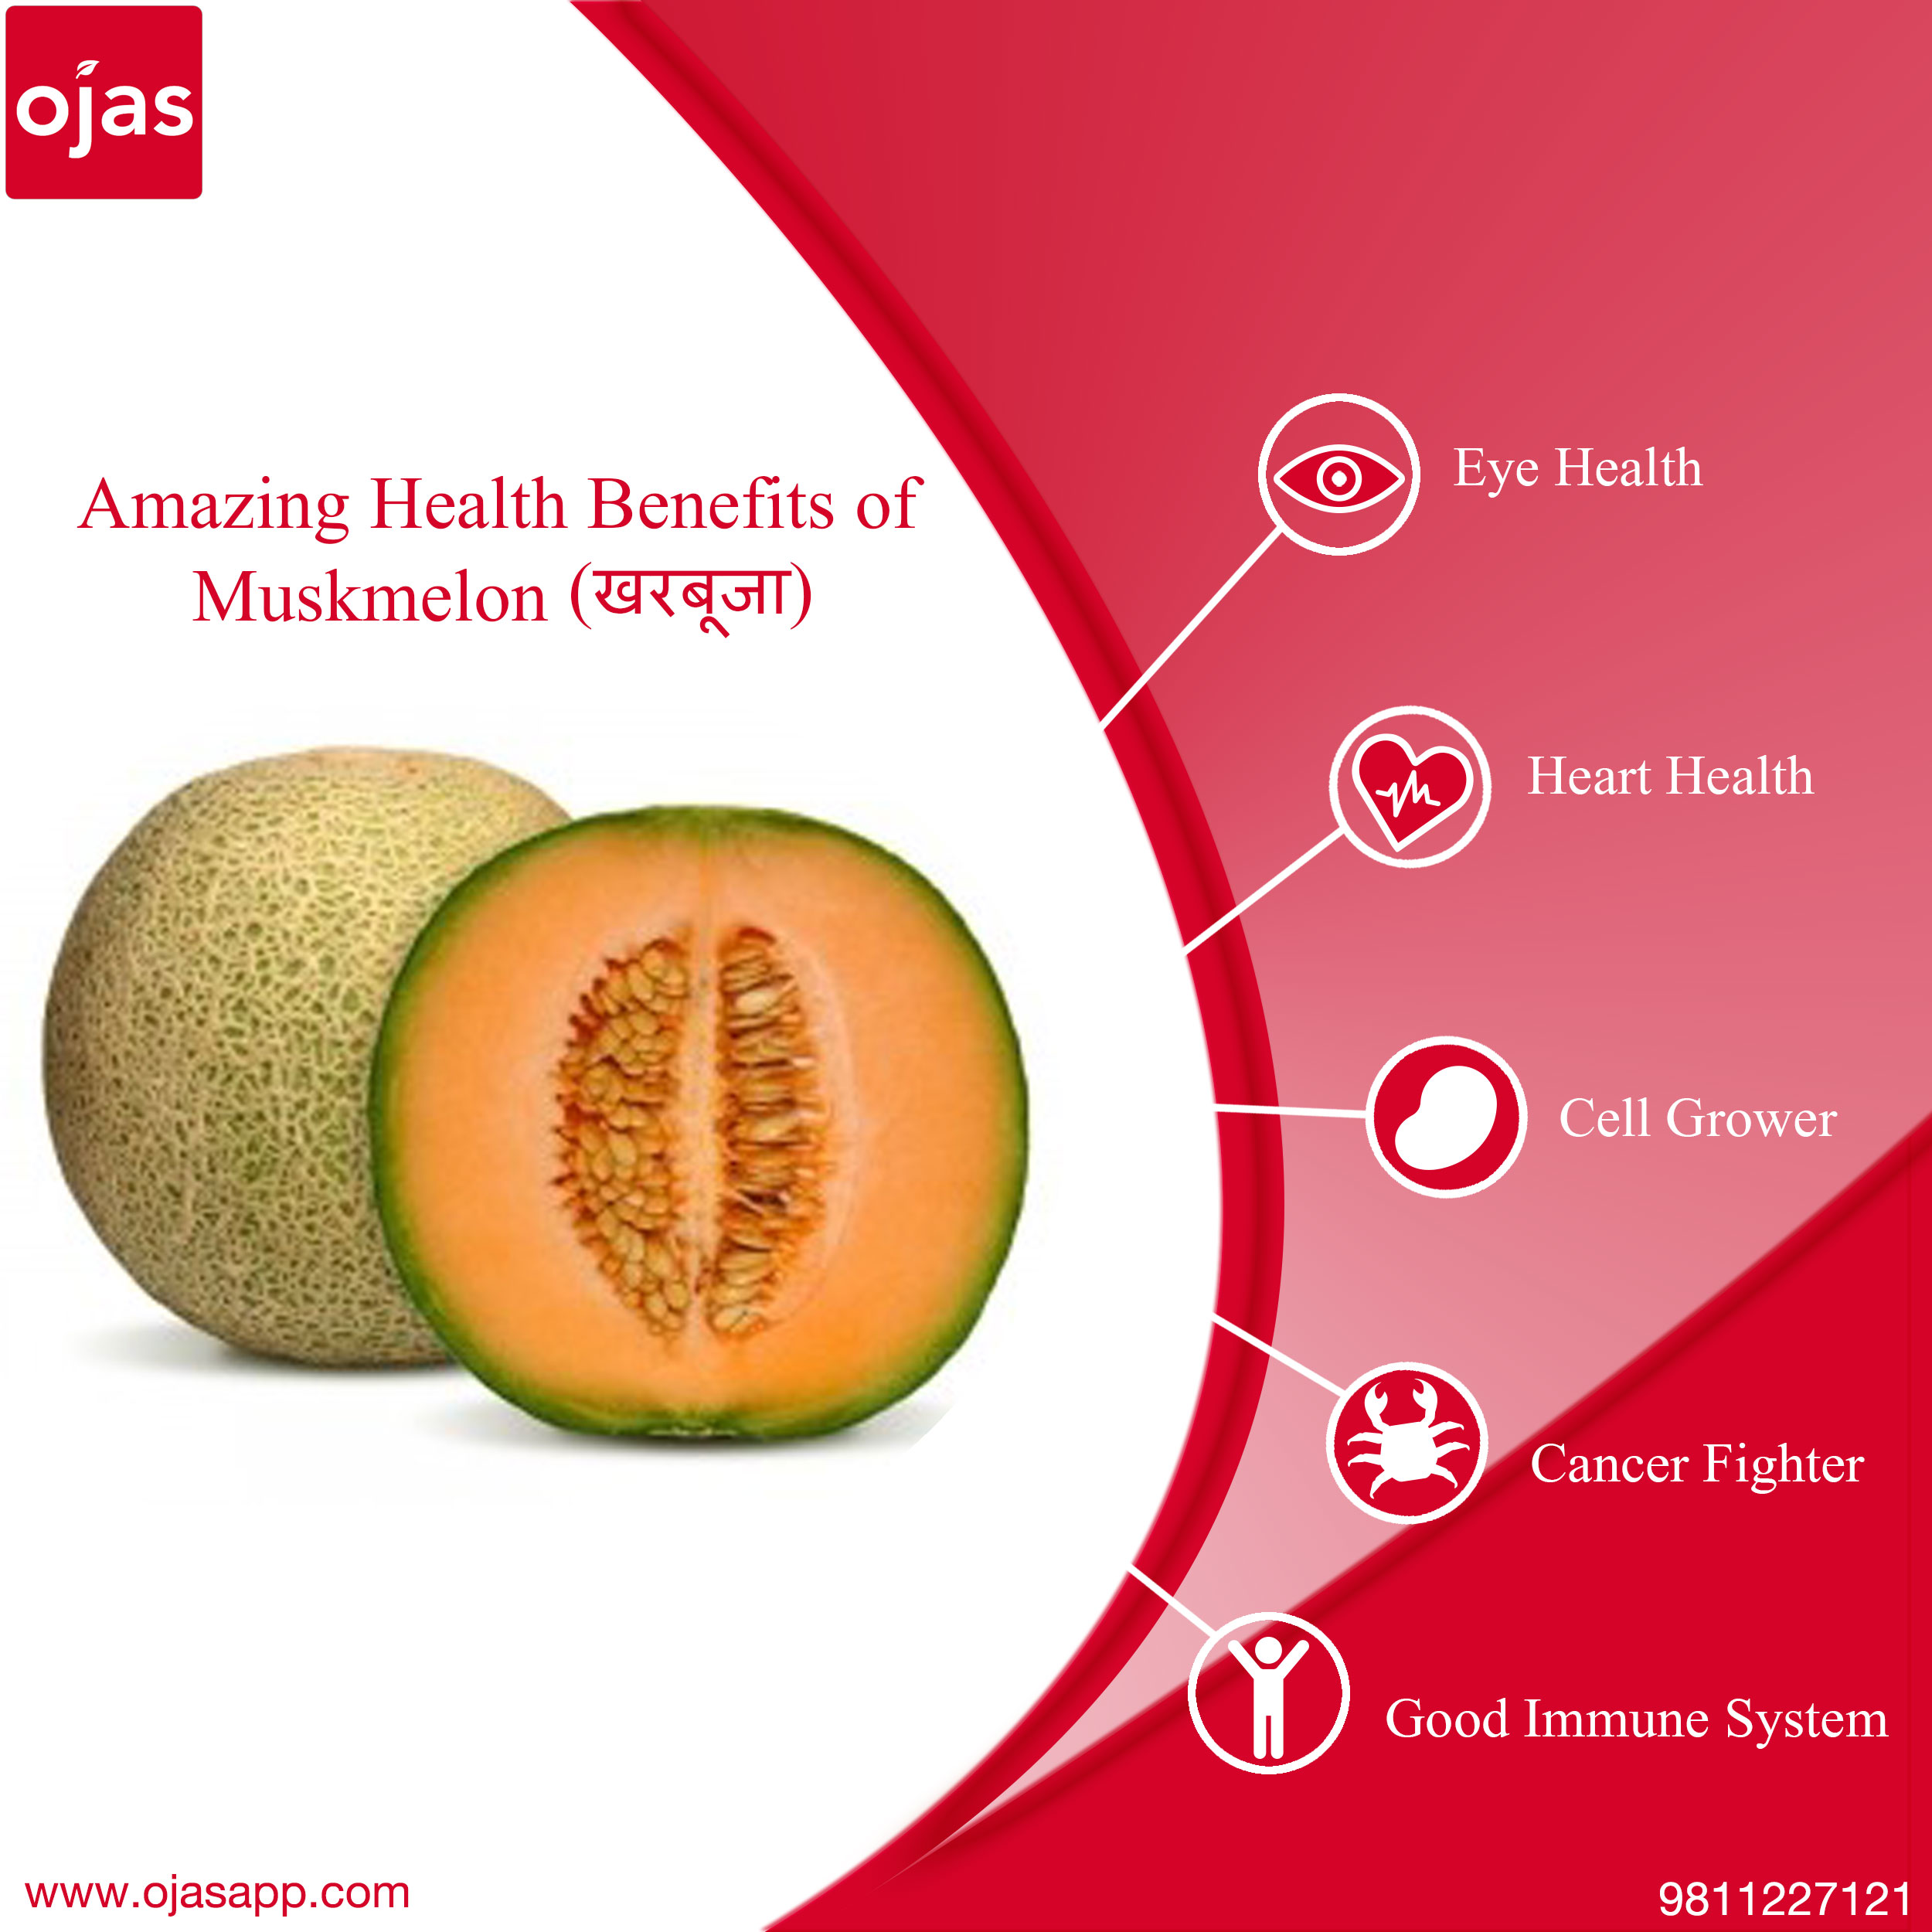 ojas
Amazing Health Benefits of
Muskmelon (खरबूजा)
Eye Health
Heart Health
Cell Grower
Cancer Fighter
Good Immune System
www.ojasapp.com
9811227121